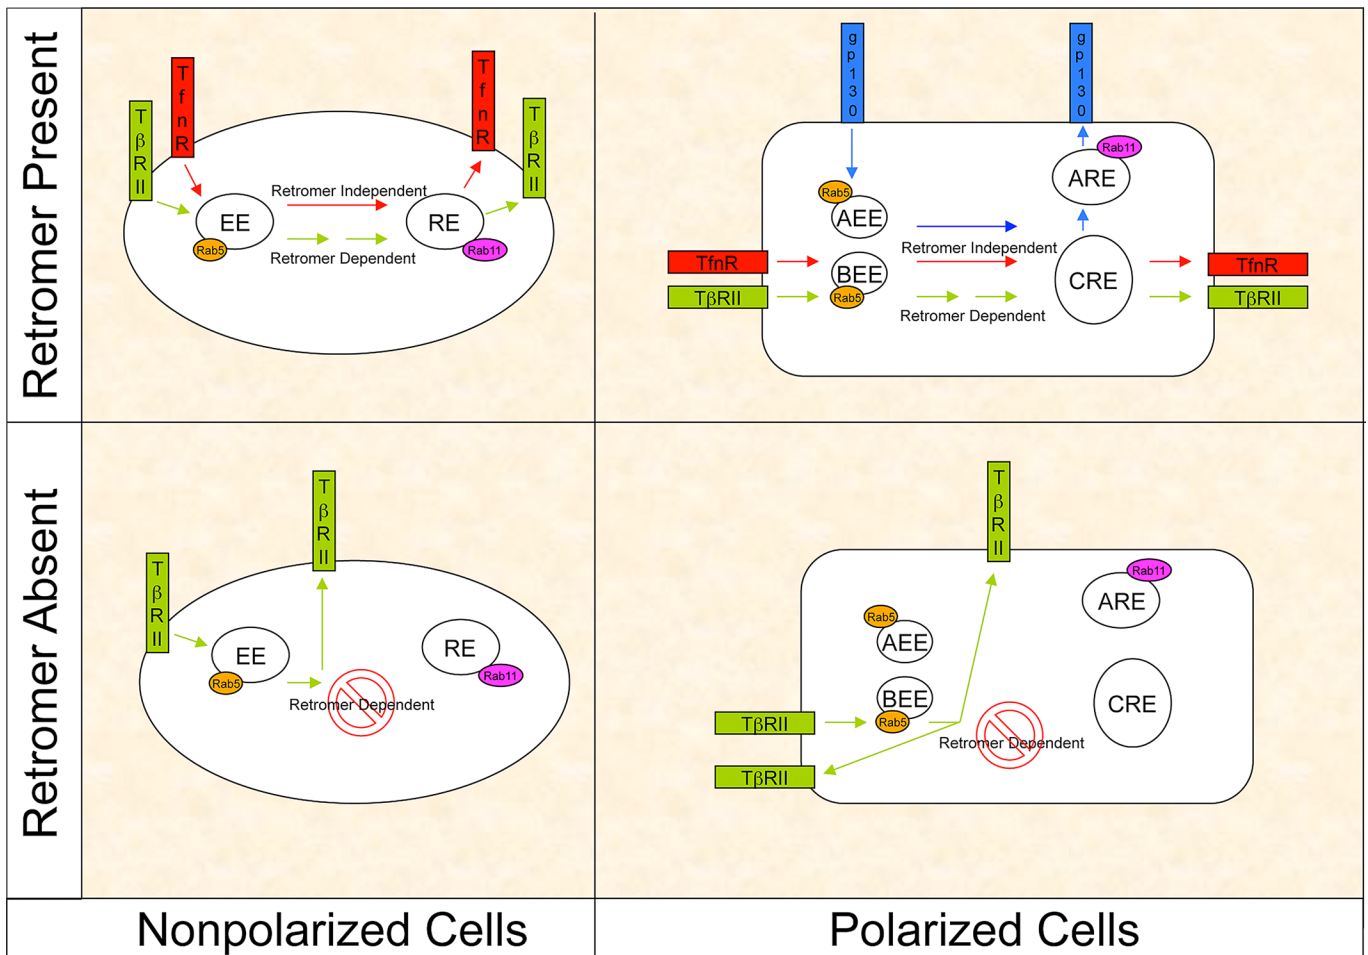 Retromer Present
TβRII
TfnR
TfnR
TβRII
EE
Rab5
Retromer Independent
Retromer Dependent
RE
Rab11
gp130
gp130
Rab11
ARE
Rab5
AEE
Retromer Independent
TfnR
BEE
TβRII
Rab5
Retromer Dependent
CRE
TfnR
TβRII
Retromer Absent
TβRII
TβRII
EE
Rab5
Retromer Dependent
RE
Rab11
TβRII
Rab11
ARE
Rab5
AEE
BEE
TβRII
Rab5
Retromer Dependent
CRE
TβRII
Nonpolarized Cells
Polarized Cells